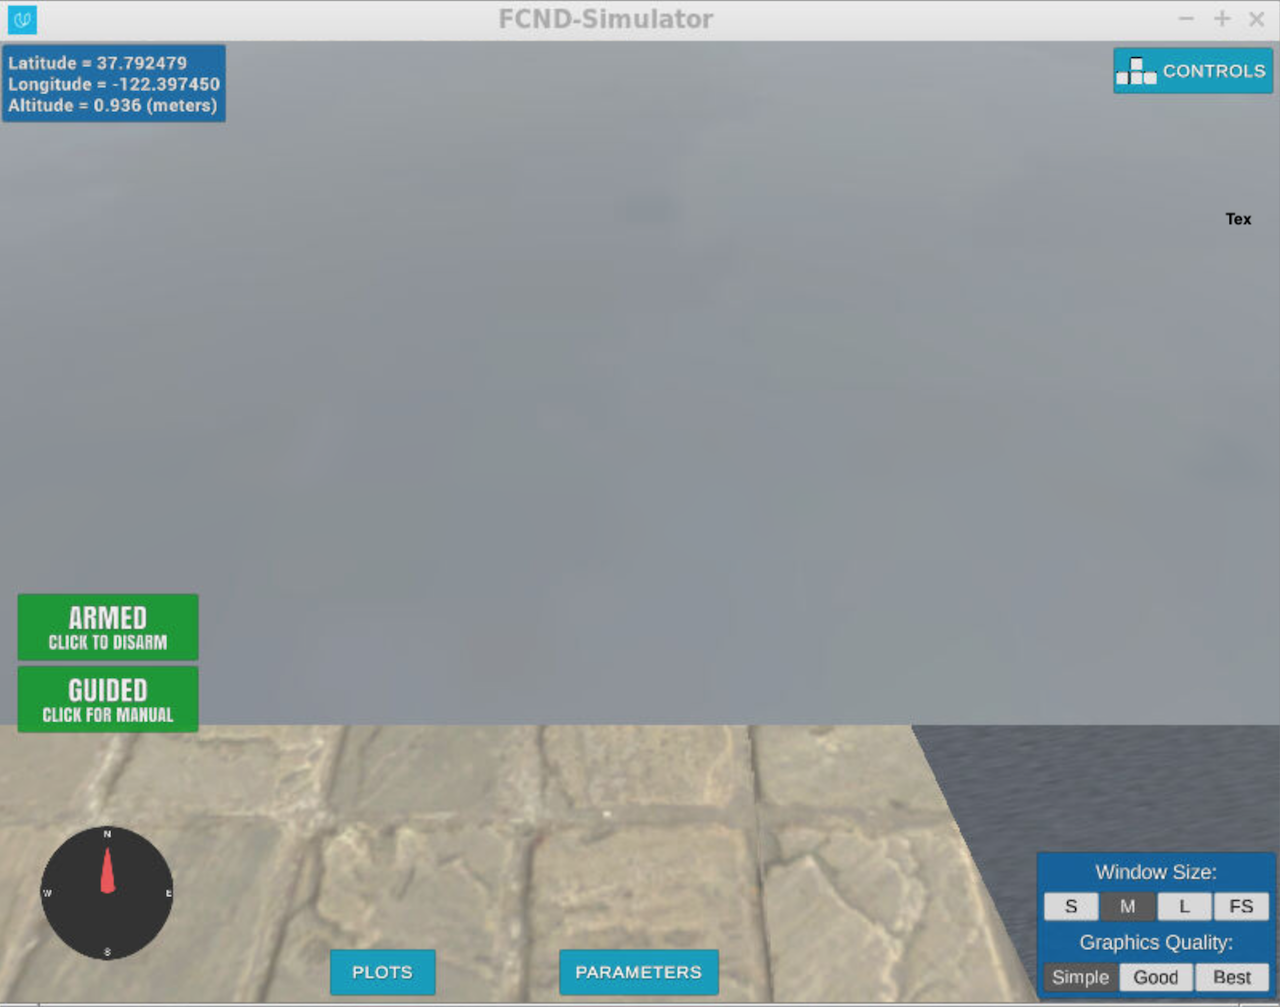 FCND-Simulator
Latitude = 37.792479
Longitude = -122.397450
Altitude = 0.936 (meters)
CONTROLS
Tex
ARMED
CLICK TO DISARM
GUIDED
CLICK FOR MANUAL
N
W
E
S
PLOTS
PARAMETERS
Window Size:
S M L FS
Graphics Quality:
Simple Good Best